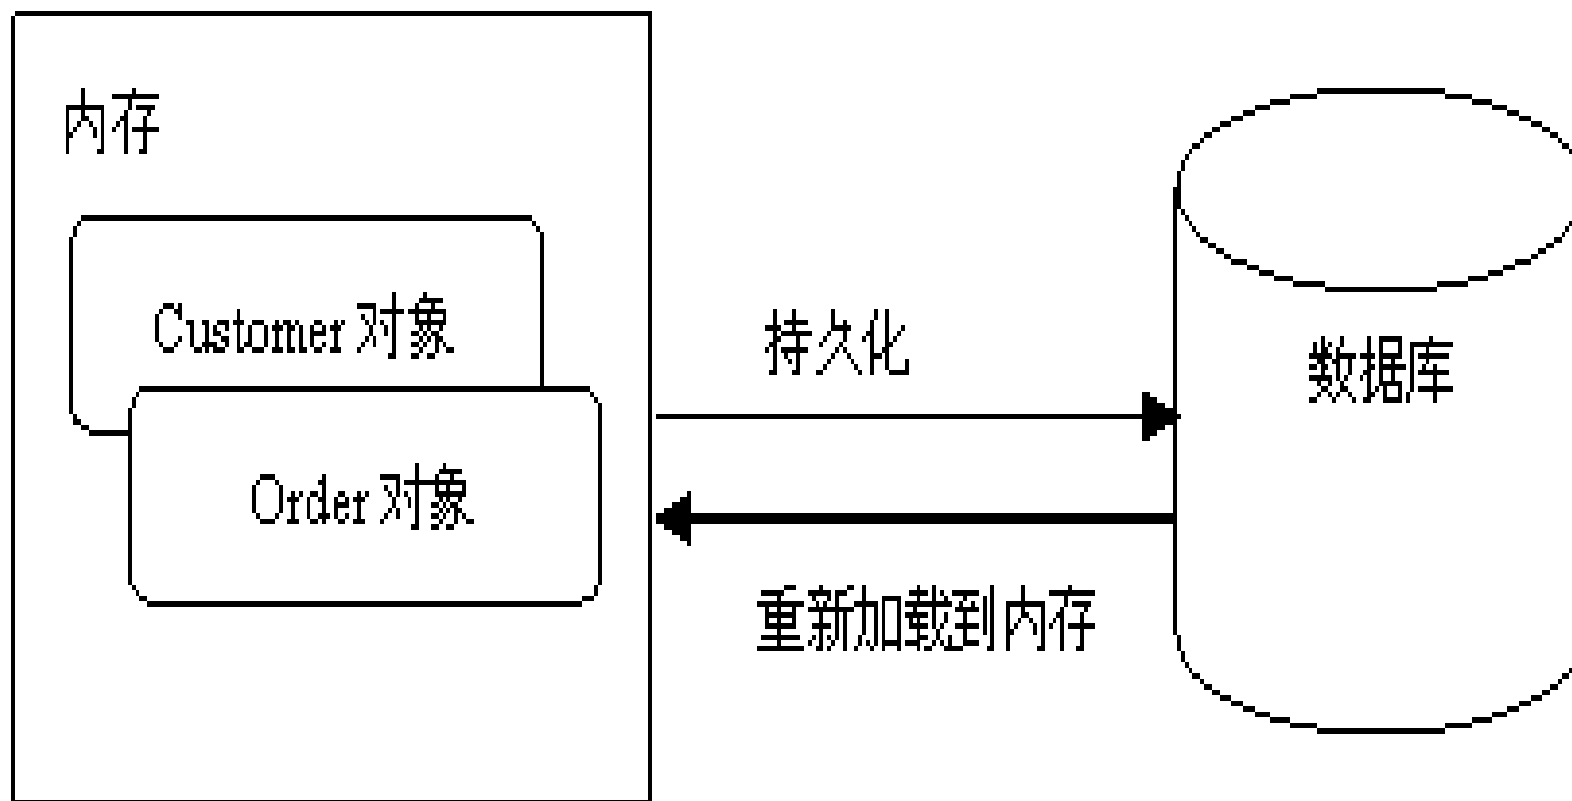 内存
Customer 对象
Order 对象
持久化
重新加载到内存
数据库